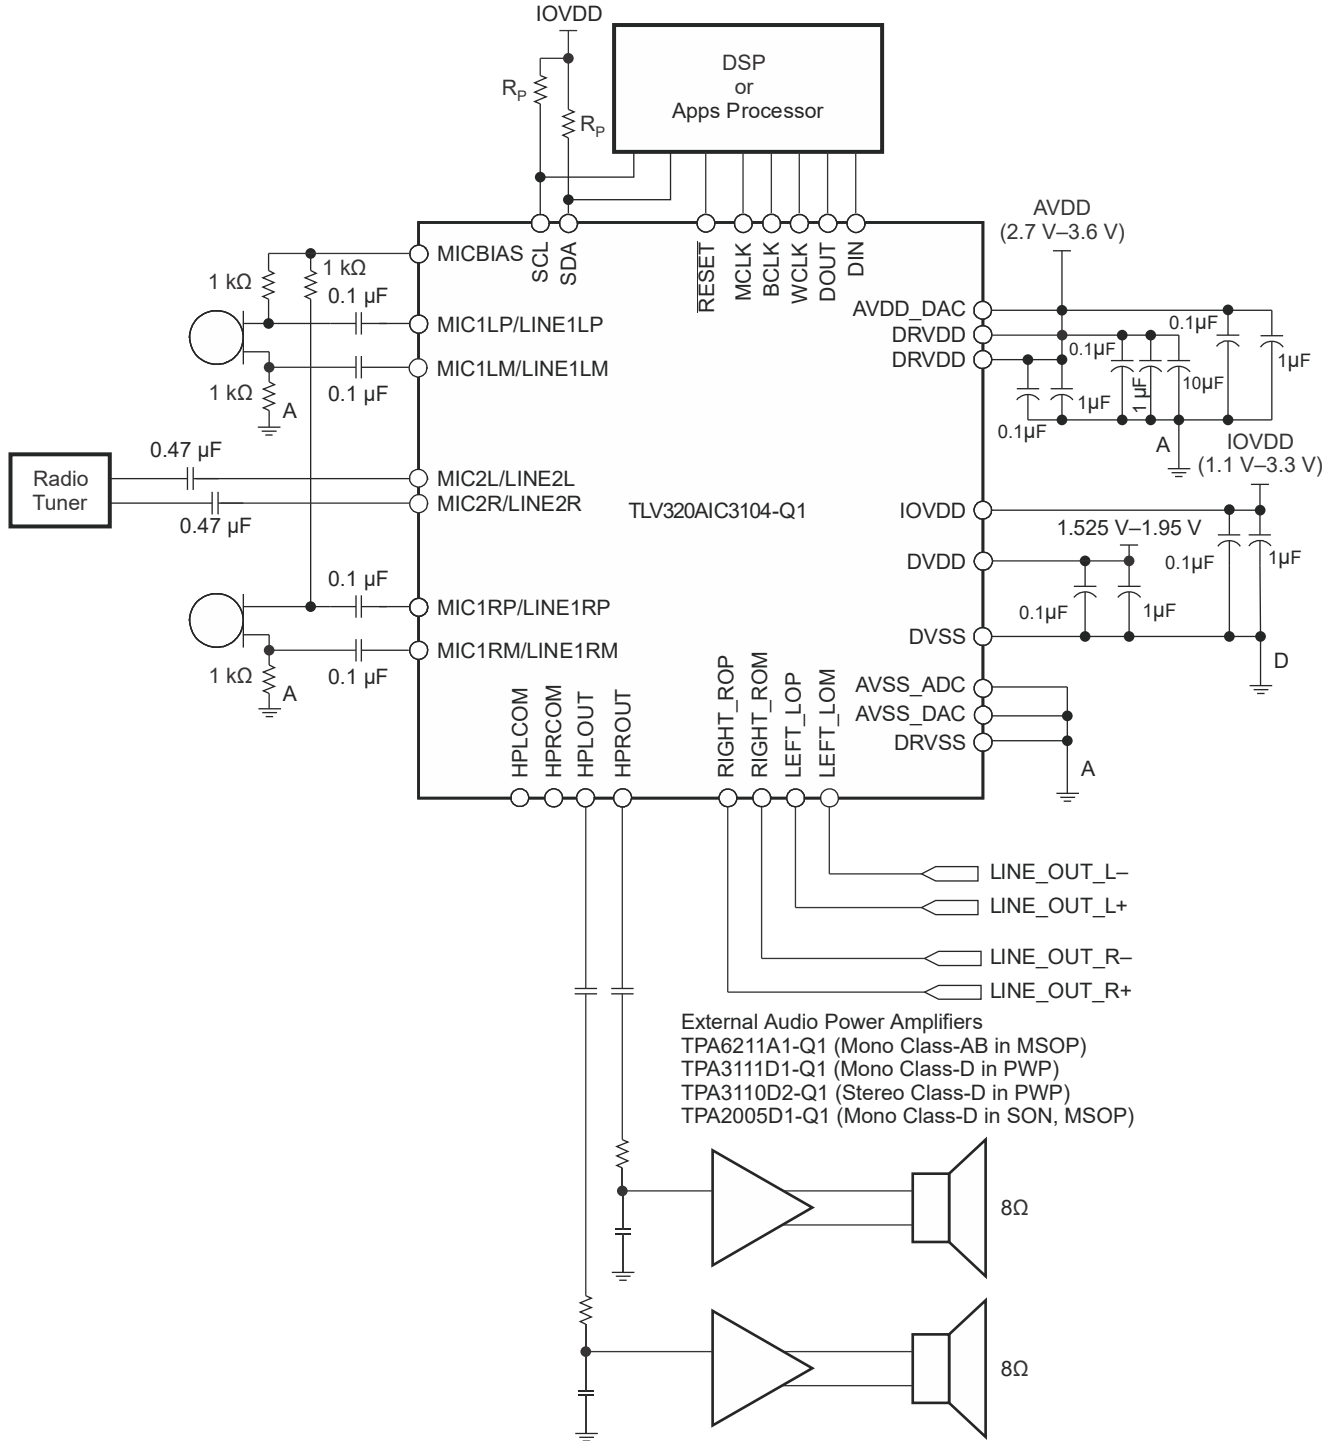 IOVDD
DSP
or
Apps Processor
RP
RP
SCL
SDA
RESET
MCLK
BCLK
WCLK
DOUT
DIN
AVDD
(2.7 V–3.6 V)
MICBIAS
1 kΩ
1 kΩ
0.1 µF
MIC1LP/LINE1LP
MIC1LM/LINE1LM
1 kΩ
A
0.1 µF
AVDD_DAC
DRVDD
DRVDD
0.1µF
0.1µF
1µF
1µF
10µF
1µF
0.1µF
A
0.47 µF
Radio
Tuner
0.47 µF
MIC2L/LINE2L
MIC2R/LINE2R
TLV320AIC3104-Q1
IOVDD
(1.1 V–3.3 V)
IOVDD
1.525 V–1.95 V
DVDD
0.1µF
1µF
0.1µF
1µF
DVSS
D
0.1 µF
MIC1RP/LINE1RP
MIC1RM/LINE1RM
1 kΩ
A
0.1 µF
AVSS_ADC
AVSS_DAC
DRVSS
A
HPLCOM
HPRCOM
HPLOUT
HPROUT
RIGHT_ROP
RIGHT_ROM
LEFT_LOP
LEFT_LOM
LINE_OUT_L–
LINE_OUT_L+
LINE_OUT_R–
LINE_OUT_R+
External Audio Power Amplifiers
TPA6211A1-Q1 (Mono Class-AB in MSOP)
TPA3111D1-Q1 (Mono Class-D in PWP)
TPA3110D2-Q1 (Stereo Class-D in PWP)
TPA2005D1-Q1 (Mono Class-D in SON, MSOP)
8Ω
8Ω